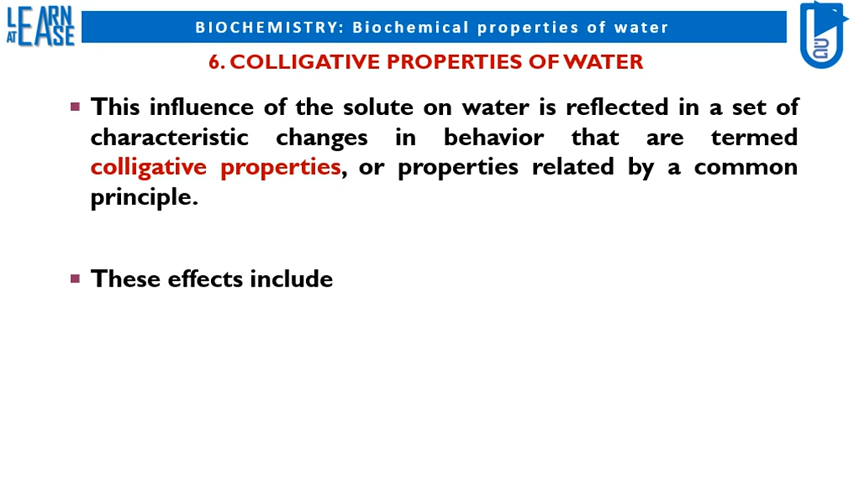 LEARN
AT EASE
BIOCHEMISTRY: Biochemical properties of water
6. COLLIGATIVE PROPERTIES OF WATER
This influence of the solute on water is reflected in a set of
characteristic changes in behavior that are termed
colligative properties, or properties related by a common
principle.
These effects include